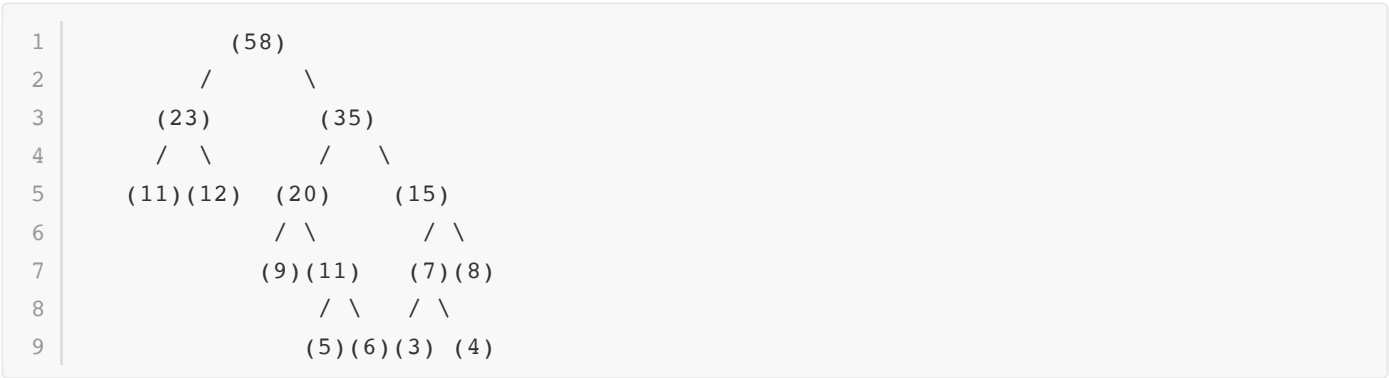 1             (58)
2           /      \
3        (23)       (35)
4        /  \       /   \
5      (11)(12)  (20)    (15)
6                / \       / \
7               (9)(11)   (7)(8)
8                   / \   / \
9                  (5)(6)(3) (4)